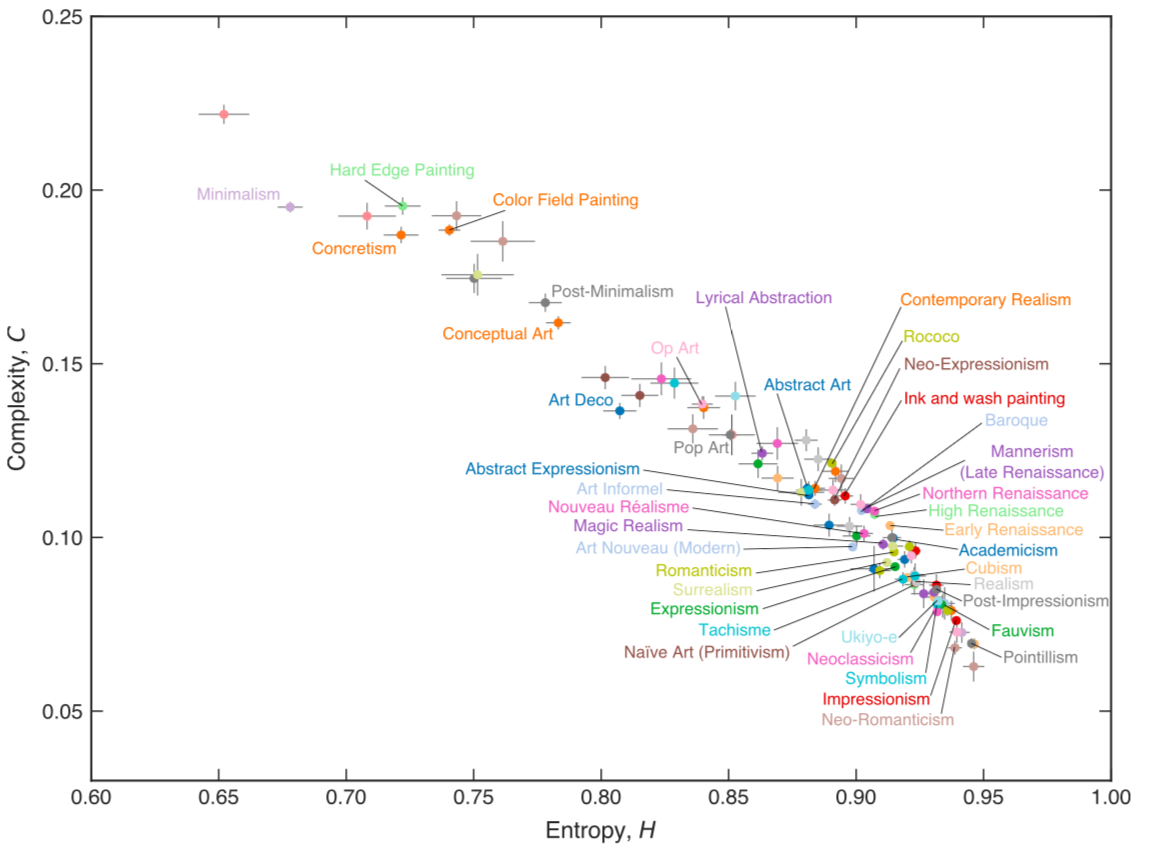 0.25
0.20
0.15
0.10
0.05
Complexity, C
Hard Edge Painting
Minimalism
Color Field Painting
Concretism
Post-Minimalism
Lyrical Abstraction
Contemporary Realism
Conceptual Art
Rococo
Op Art
Neo-Expressionism
Abstract Art
Art Deco
Ink and wash painting
Baroque
Pop Art
Mannerism
(Late Renaissance)
Abstract Expressionism
Art Informel
Northern Renaissance
Nouveau Réalisme
High Renaissance
Magic Realism
Early Renaissance
Art Nouveau (Modern)
Academicism
Romanticism
Cubism
Surrealism
Realism
Expressionism
Post-Impressionism
Tachisme
Fauvism
Ukiyo-e
Naïve Art (Primitivism)
Neoclassicism
Pointillism
Symbolism
Impressionism
Neo-Romanticism
0.60 0.65 0.70 0.75 0.80 0.85 0.90 0.95 1.00
Entropy, H